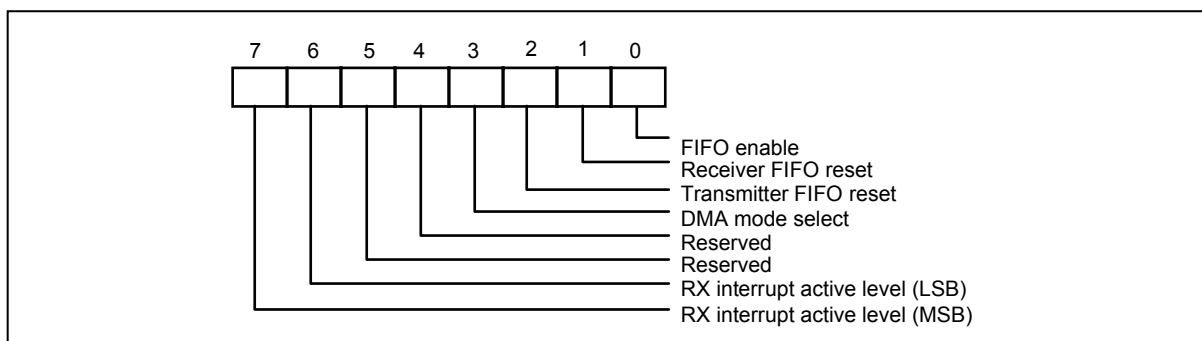 7 6 5 4 3 2 1 0
FIFO enable
Receiver FIFO reset
Transmitter FIFO reset
DMA mode select
Reserved
Reserved
RX interrupt active level (LSB)
RX interrupt active level (MSB)